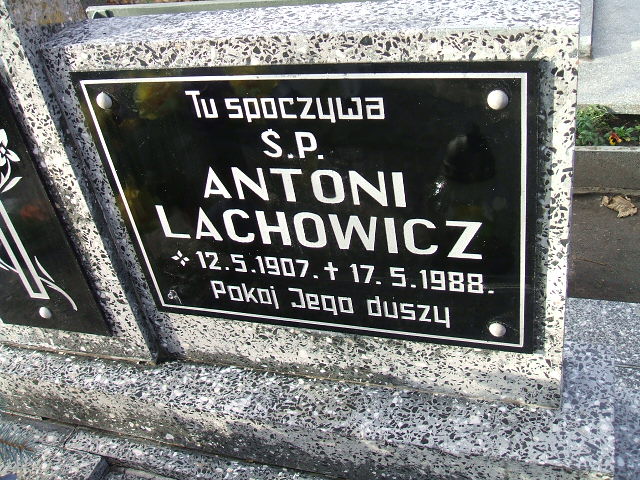 Tu spoczywa
Ś.P.
ANTONI
LACHOWICZ
* 12.5.1907. † 17.5.1988.
Pokój Jego duszy